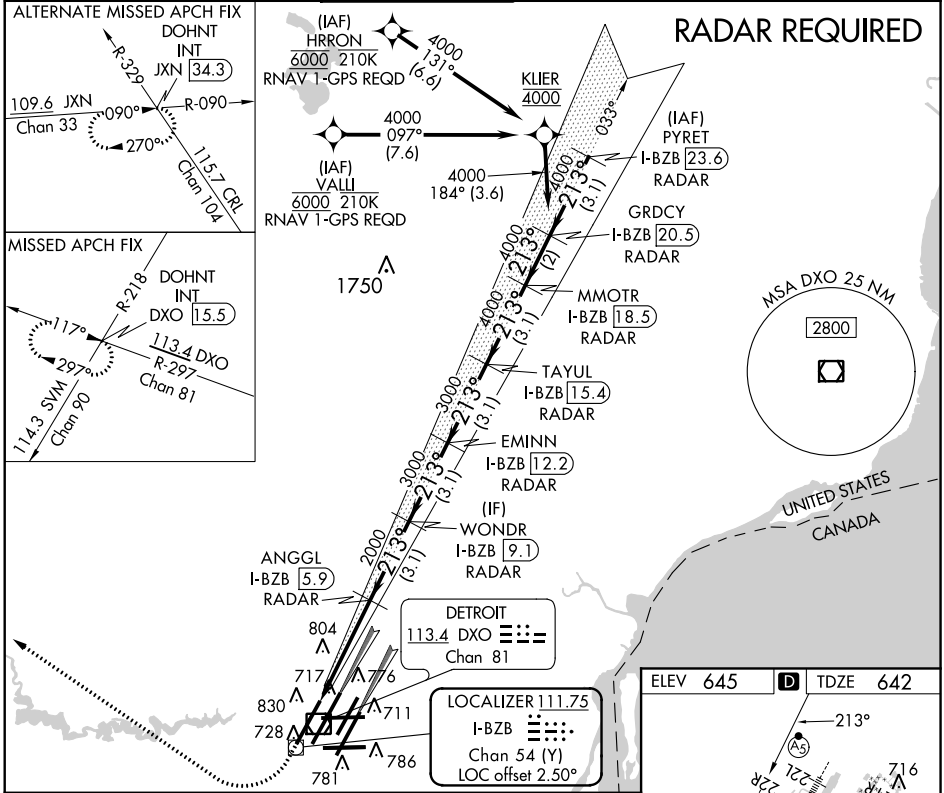 ALTERNATE MISSED APCH FIX
DOHNT
INT
JXN 34.3
R-329
109.6 JXN
Chan 33
090°
R-090
270°
115.7 CRL
Chan 104
MISSED APCH FIX
DOHNT
INT
DXO 15.5
R-218
117°
297°
113.4 DXO
R-297
Chan 81
114.3 SVM
Chan 90
RADAR REQUIRED
(IAF)
HRRON
6000 210K
RNAV 1-GPS REQD
4000
131°
(6.6)
KLIER
4000
4000
097°
(7.6)
(IAF)
VALLI
6000 210K
RNAV 1-GPS REQD
4000
184° (3.6)
033°
(IAF)
PYRET
I-BZB 23.6
RADAR
4000
213°
(3.1)
GRDCY
I-BZB 20.5
RADAR
4000
213°
(2)
MMOTR
I-BZB 18.5
RADAR
4000
213°
(3.1)
TAYUL
I-BZB 15.4
RADAR
3000
213°
(3.1)
EMINN
I-BZB 12.2
RADAR
3000
213°
(3.1)
(IF)
WONDR
I-BZB 9.1
RADAR
2000
213°
(3.1)
ANGGL
I-BZB 5.9
RADAR
1750
MSA DXO 25 NM
2800
UNITED STATES
CANADA
DETROIT
113.4 DXO
Chan 81
LOCALIZER 111.75
I-BZB
Chan 54 (Y)
LOC offset 2.50°
804
717
776
830
711
728
786
781
ELEV 645 D TDZE 642
213°
A5
22R
22L
716